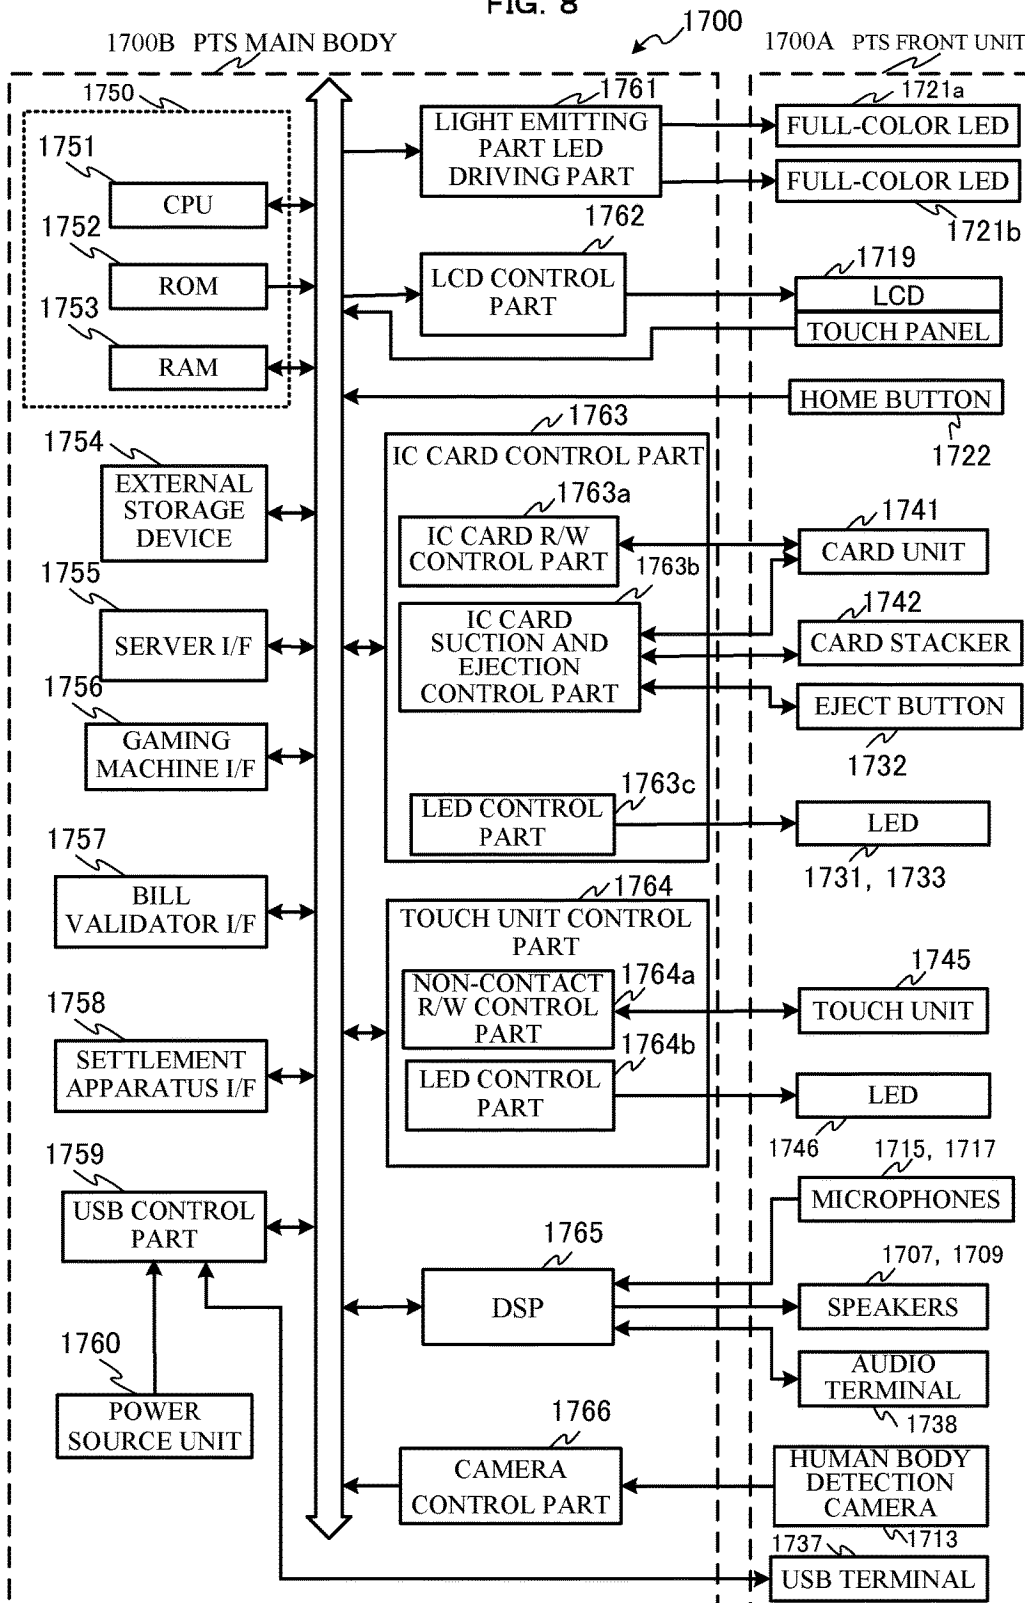 FIG. 8
1700
1700B PTS MAIN BODY
1700A PTS FRONT UNIT
1750
1751
CPU
1752
ROM
1753
RAM
1754
EXTERNAL
STORAGE
DEVICE
1755
SERVER I/F
1756
GAMING
MACHINE I/F
1757
BILL
VALIDATOR I/F
1758
SETTLEMENT
APPARATUS I/F
1759
USB CONTROL
PART
1760
POWER
SOURCE UNIT
1761
LIGHT EMITTING
PART LED
DRIVING PART
1762
LCD CONTROL
PART
1763
IC CARD CONTROL PART
1763a
IC CARD R/W
CONTROL PART
1763b
IC CARD
SUCTION AND
EJECTION
CONTROL PART
1763c
LED CONTROL
PART
1764
TOUCH UNIT CONTROL
PART
1764a
NON-CONTACT
R/W CONTROL
PART
1764b
LED CONTROL
PART
1765
DSP
1766
CAMERA
CONTROL PART
1721a
FULL-COLOR LED
FULL-COLOR LED
1721b
1719
LCD
TOUCH PANEL
HOME BUTTON
1722
1741
CARD UNIT
1742
CARD STACKER
EJECT BUTTON
1732
LED
1731, 1733
1745
TOUCH UNIT
LED
1746
1715, 1717
MICROPHONES
1707, 1709
SPEAKERS
AUDIO
TERMINAL
1738
HUMAN BODY
DETECTION
CAMERA
1713
1737
USB TERMINAL